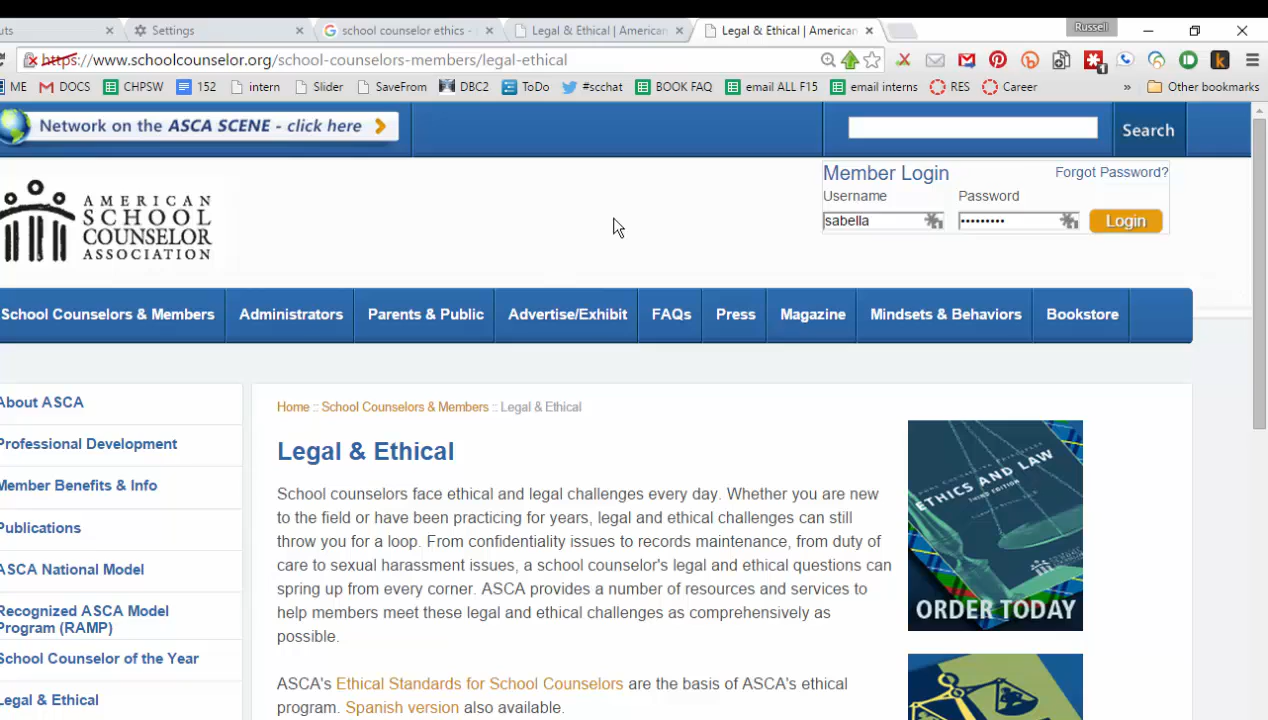 uts
Settings
school counselor ethics -
Legal & Ethical | American
Legal & Ethical | American
Russell
https://www.schoolcounselor.org/school-counselors-members/legal-ethical
ME
DOCS
CHPSW
152
intern
Slider
SaveFrom
DBC2
ToDo
#scchat
BOOK FAQ
email ALL F15
email interns
RES
Career
»
Other bookmarks
Network on the ASCA SCENE - click here
Search
Member Login
Forgot Password?
Username
Password
sabella
•••••••••
Login
AMERICAN
SCHOOL
COUNSELOR
ASSOCIATION
School Counselors & Members
Administrators
Parents & Public
Advertise/Exhibit
FAQs
Press
Magazine
Mindsets & Behaviors
Bookstore
About ASCA
Professional Development
Member Benefits & Info
Publications
ASCA National Model
Recognized ASCA Model
Program (RAMP)
School Counselor of the Year
Legal & Ethical
Home :: School Counselors & Members :: Legal & Ethical
Legal & Ethical
School counselors face ethical and legal challenges every day. Whether you are new
to the field or have been practicing for years, legal and ethical challenges can still
throw you for a loop. From confidentiality issues to records maintenance, from duty of
care to sexual harassment issues, a school counselor's legal and ethical questions can
spring up from every corner. ASCA provides a number of resources and services to
help members meet these legal and ethical challenges as comprehensively as
possible.
ASCA's Ethical Standards for School Counselors are the basis of ASCA's ethical
program. Spanish version also available.
ETHICS AND LAW
THIRD EDITION
ORDER TODAY